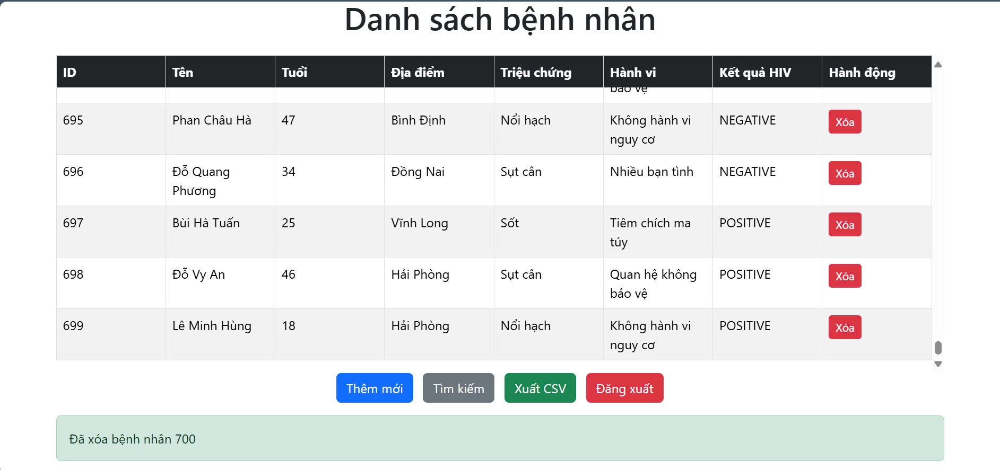 Danh sách bệnh nhân
ID Tên Tuổi Địa điểm Triệu chứng Hành vi Kết quả HIV Hành động
bảo vệ
695 Phan Châu Hà 47 Bình Định Nổi hạch Không hành vi NEGATIVE Xóa
nguy cơ
696 Đỗ Quang 34 Đồng Nai Sụt cân Nhiều bạn tình NEGATIVE Xóa
Phương
697 Bùi Hà Tuấn 25 Vĩnh Long Sốt Tiêm chích ma POSITIVE Xóa
túy
698 Đỗ Vy An 46 Hải Phòng Sụt cân Quan hệ không POSITIVE Xóa
bảo vệ
699 Lê Minh Hùng 18 Hải Phòng Nổi hạch Không hành vi POSITIVE Xóa
nguy cơ
Thêm mới Tìm kiếm Xuất CSV Đăng xuất
Đã xóa bệnh nhân 700